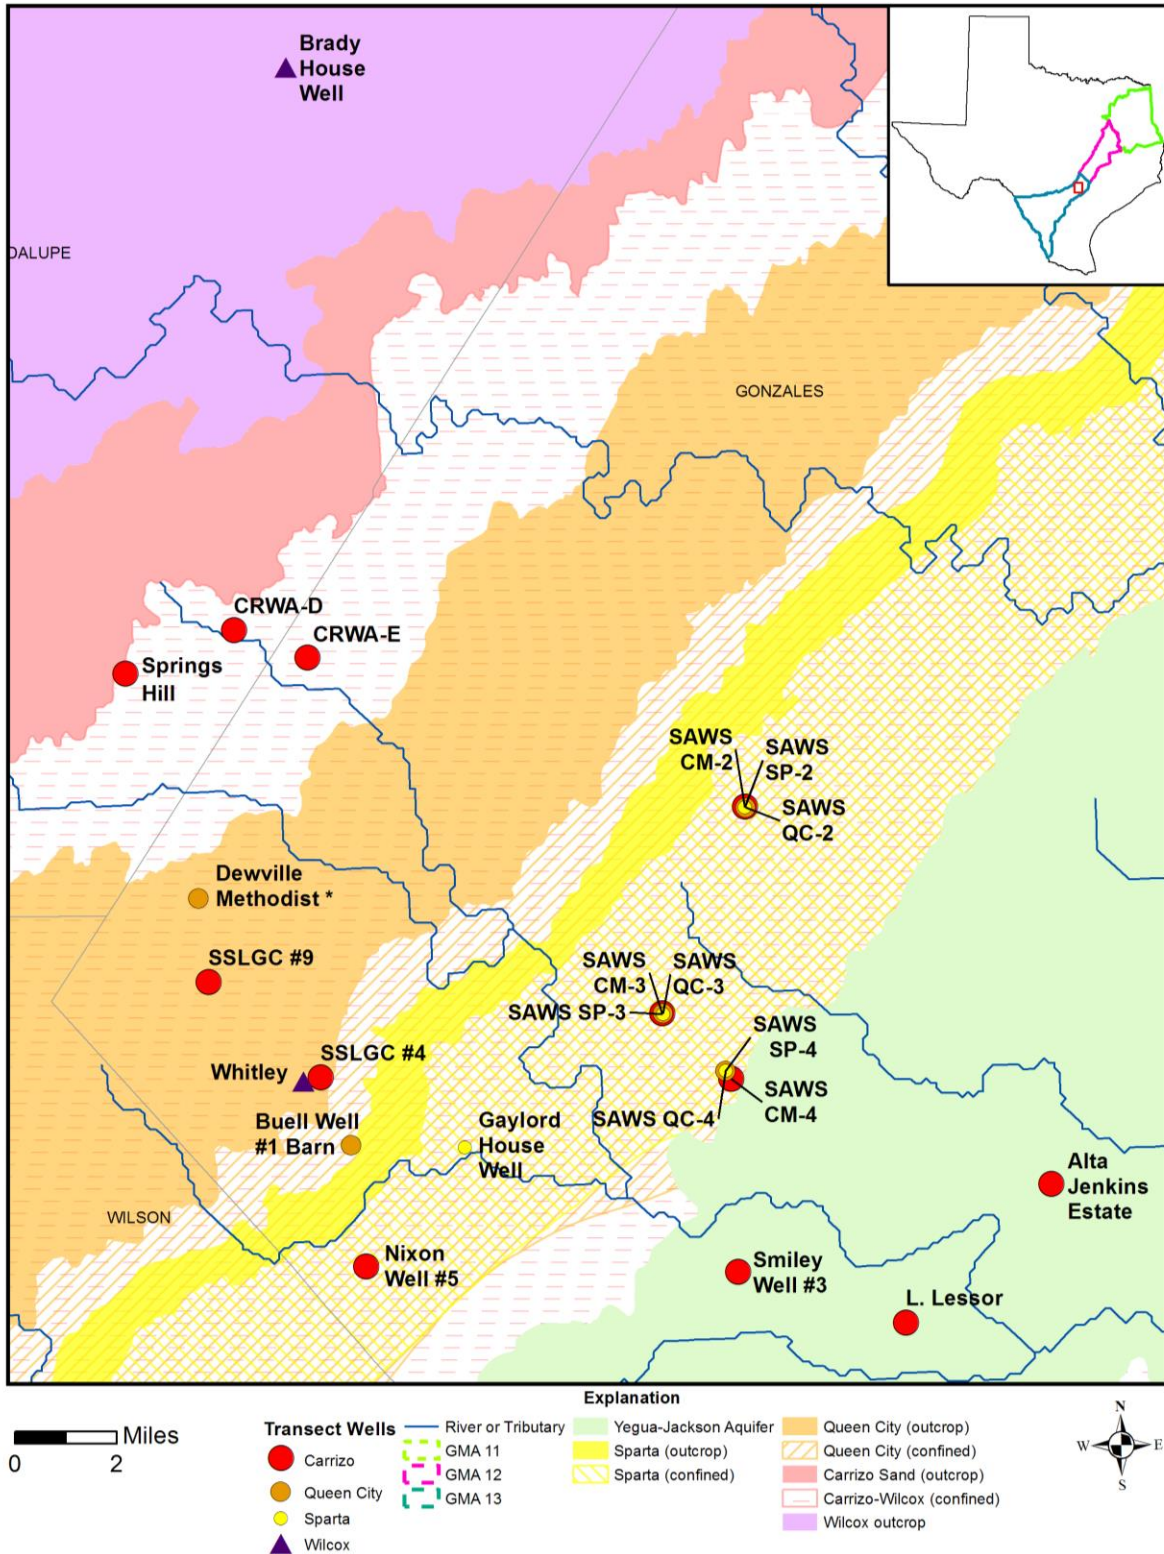 Brady
House
Well
DALUPE
GONZALES
CRWA-D
CRWA-E
Springs
Hill
SAWS
CM-2
SAWS
SP-2
SAWS
QC-2
Dewville
Methodist *
SSLGC #9
SAWS
CM-3
SAWS
QC-3
SAWS SP-3
SAWS
SP-4
SSLGC #4
Whitley
SAWS
CM-4
SAWS QC-4
Buell Well
#1 Barn
Gaylord
House
Well
Alta
Jenkins
Estate
WILSON
Nixon
Well #5
Smiley
Well #3
L. Lessor
Explanation
Miles
0 2
Transect Wells
Carrizo
Queen City
Sparta
Wilcox
River or Tributary
GMA 11
GMA 12
GMA 13
Yegua-Jackson Aquifer
Sparta (outcrop)
Sparta (confined)
Queen City (outcrop)
Queen City (confined)
Carrizo Sand (outcrop)
Carrizo-Wilcox (confined)
Wilcox outcrop
N
W E
S